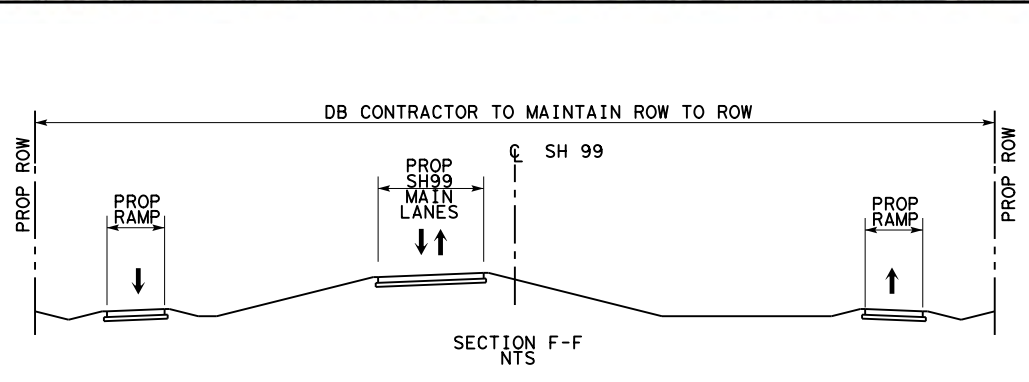 DB CONTRACTOR TO MAINTAIN ROW TO ROW
PROP ROW
℄ SH 99
PROP
SH99
MAIN
LANES
PROP
RAMP
PROP
RAMP
PROP ROW
SECTION F-F
NTS